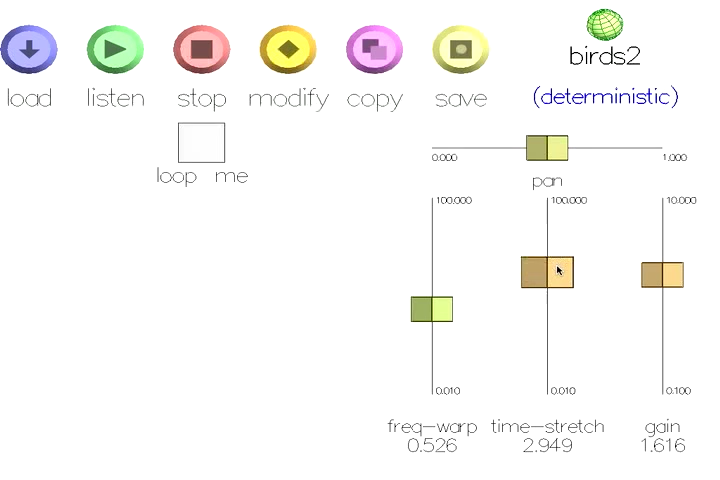 birds2
load listen stop modify copy save (deterministic)
0.000 1.000
loop me
pan
100.000 100.000 10.000
0.010 0.010 0.100
freq-warp time-stretch gain
0.526 2.949 1.616